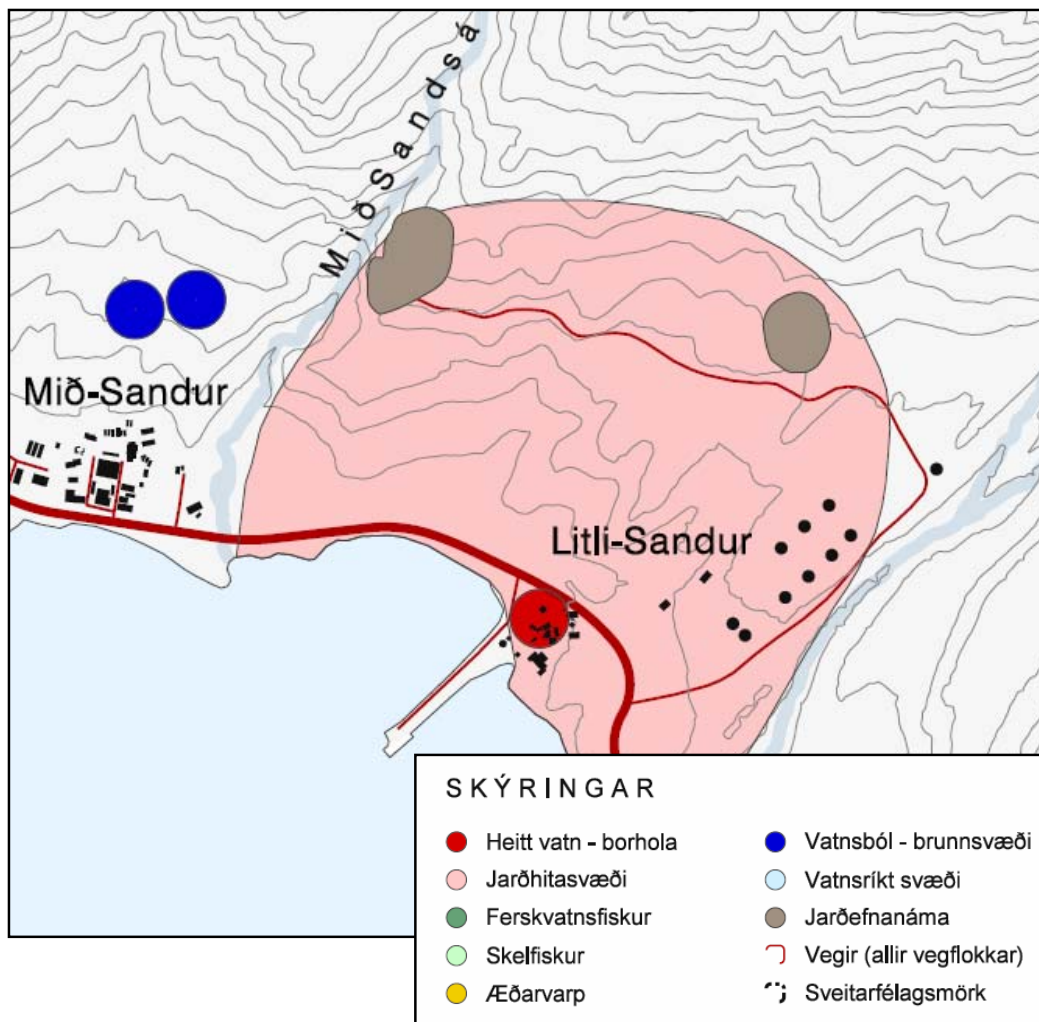 Miðsandsá
Mið-Sandur
Litli-Sandur
SKÝRINGAR
Heitt vatn - borhola
Jarðhitasvæði
Ferskvatnsfiskur
Skelfiskur
Æðarvarp
Vatnsból - brunnsvæði
Vatnsríkt svæði
Jarðefnanáma
Vegir (allir vegflokkar)
Sveitarfélagsmörk